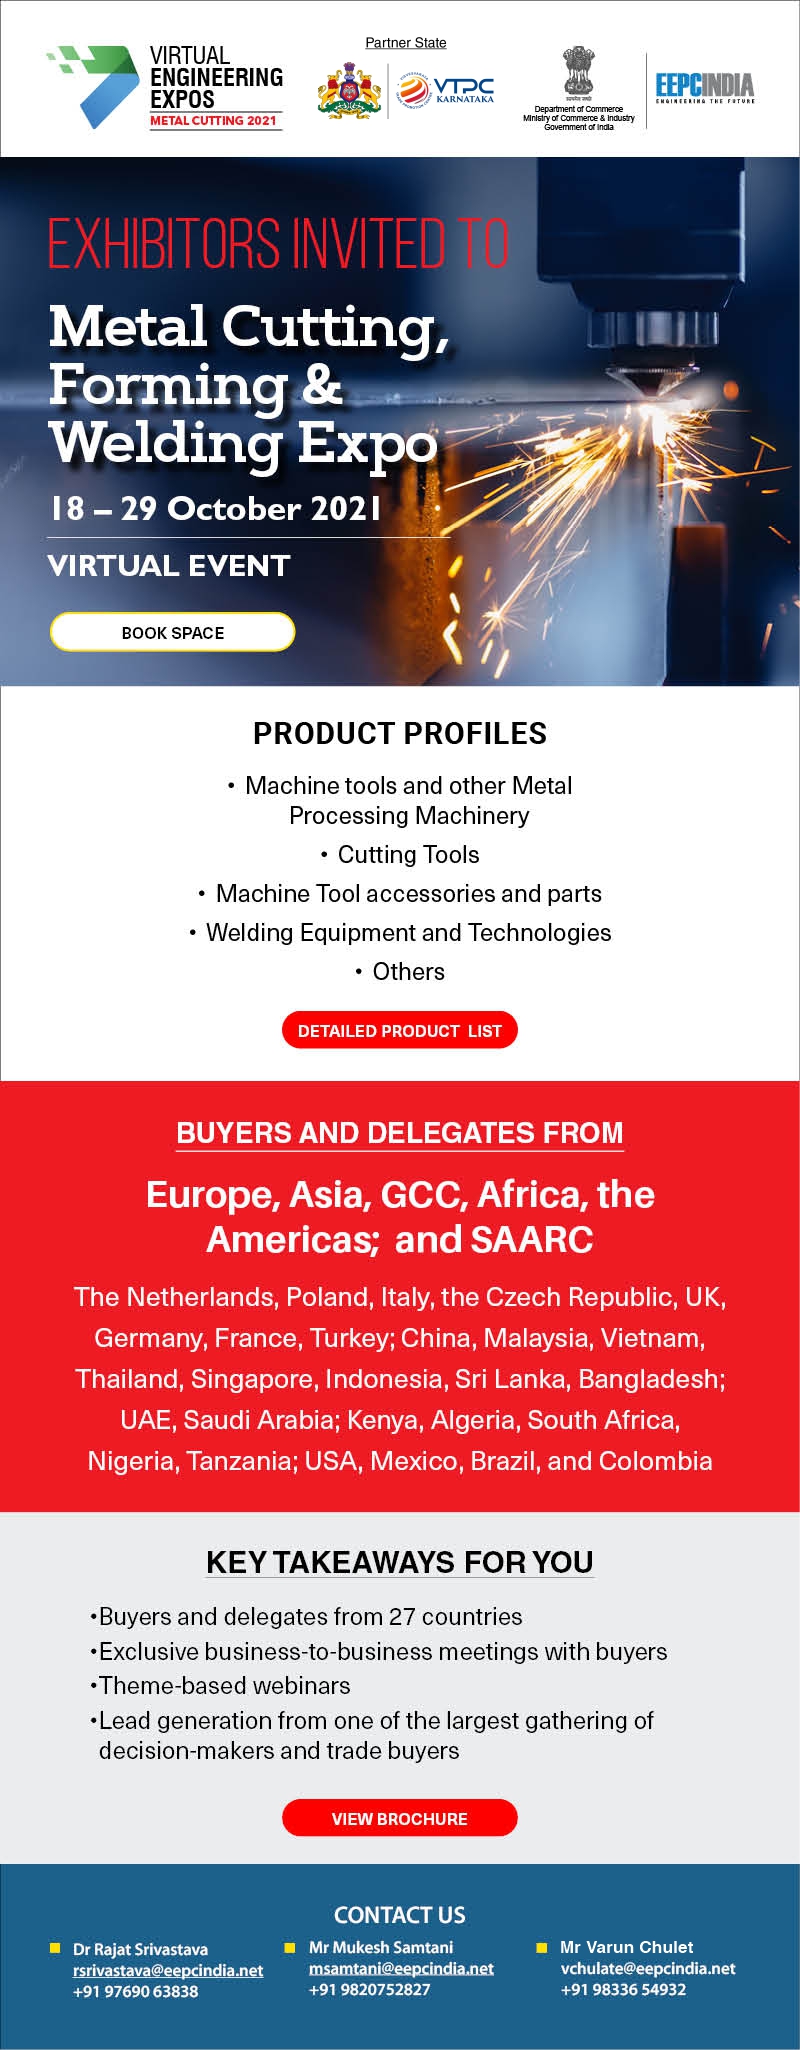 VIRTUAL
ENGINEERING
EXPOS
METAL CUTTING 2021
Partner State
VTPC
KARNATAKA
Department of Commerce
Ministry of Commerce & Industry
Government of India
EEPCINDIA
ENGINEERING THE FUTURE
EXHIBITORS INVITED TO
Metal Cutting,
Forming &
Welding Expo
18 – 29 October 2021
VIRTUAL EVENT
BOOK SPACE
PRODUCT PROFILES
• Machine tools and other Metal
Processing Machinery
• Cutting Tools
• Machine Tool accessories and parts
• Welding Equipment and Technologies
• Others
DETAILED PRODUCT LIST
BUYERS AND DELEGATES FROM
Europe, Asia, GCC, Africa, the
Americas; and SAARC
The Netherlands, Poland, Italy, the Czech Republic, UK,
Germany, France, Turkey; China, Malaysia, Vietnam,
Thailand, Singapore, Indonesia, Sri Lanka, Bangladesh;
UAE, Saudi Arabia; Kenya, Algeria, South Africa,
Nigeria, Tanzania; USA, Mexico, Brazil, and Colombia
KEY TAKEAWAYS FOR YOU
•Buyers and delegates from 27 countries
•Exclusive business-to-business meetings with buyers
•Theme-based webinars
•Lead generation from one of the largest gathering of
decision-makers and trade buyers
VIEW BROCHURE
CONTACT US
Dr Rajat Srivastava
rsrivastava@eepcindia.net
+91 97690 63838
Mr Mukesh Samtani
msamtani@eepcindia.net
+91 9820752827
Mr Varun Chulet
vchulate@eepcindia.net
+91 98336 54932